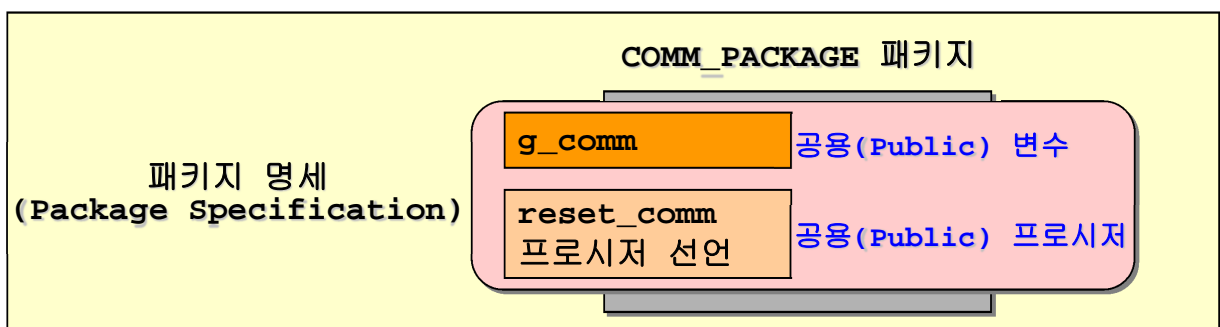 COMM_PACKAGE 패키지
패키지 명세
(Package Specification)
g_comm
공용(Public) 변수
reset_comm
프로시저 선언
공용(Public) 프로시저